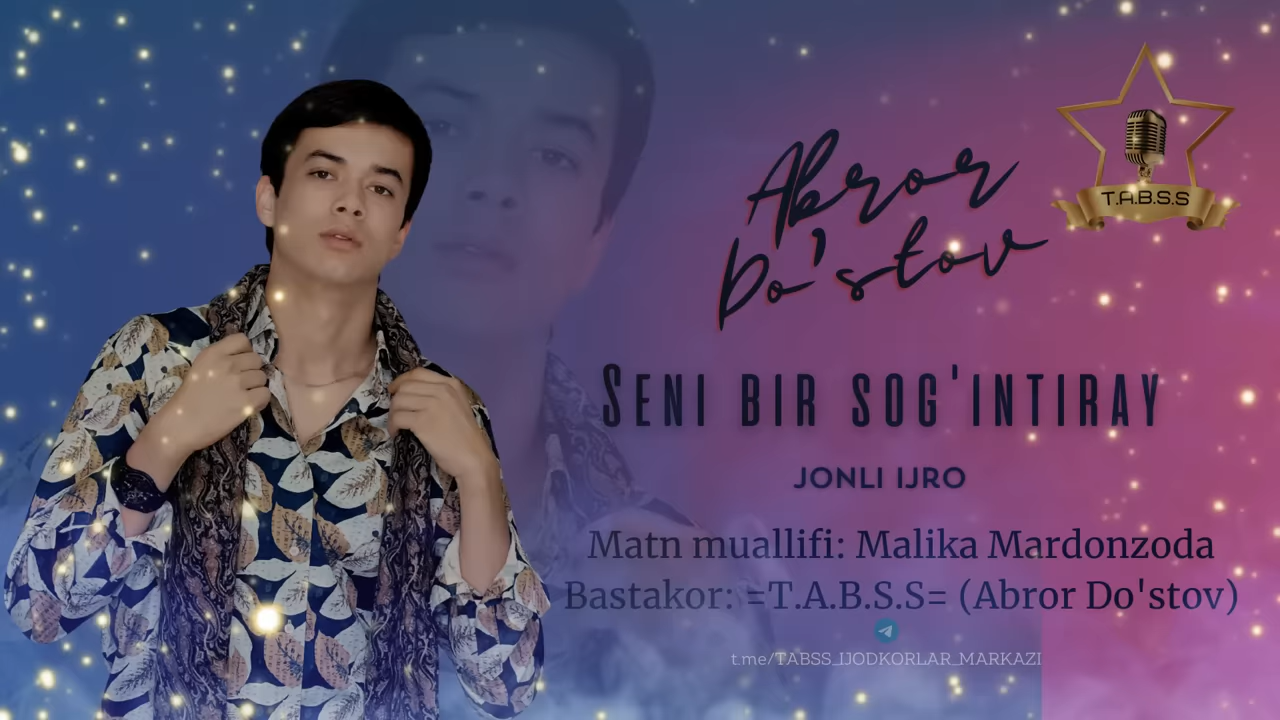 Abror
Do'stov
T.A.B.S.S
SENI BIR SOG'INTIRAY
JONLI IJRO
Matn muallifi: Malika Mardonzoda
Bastakor: =T.A.B.S.S= (Abror Do'stov)
t.me/TABSS_IJODKORLAR_MARKAZI